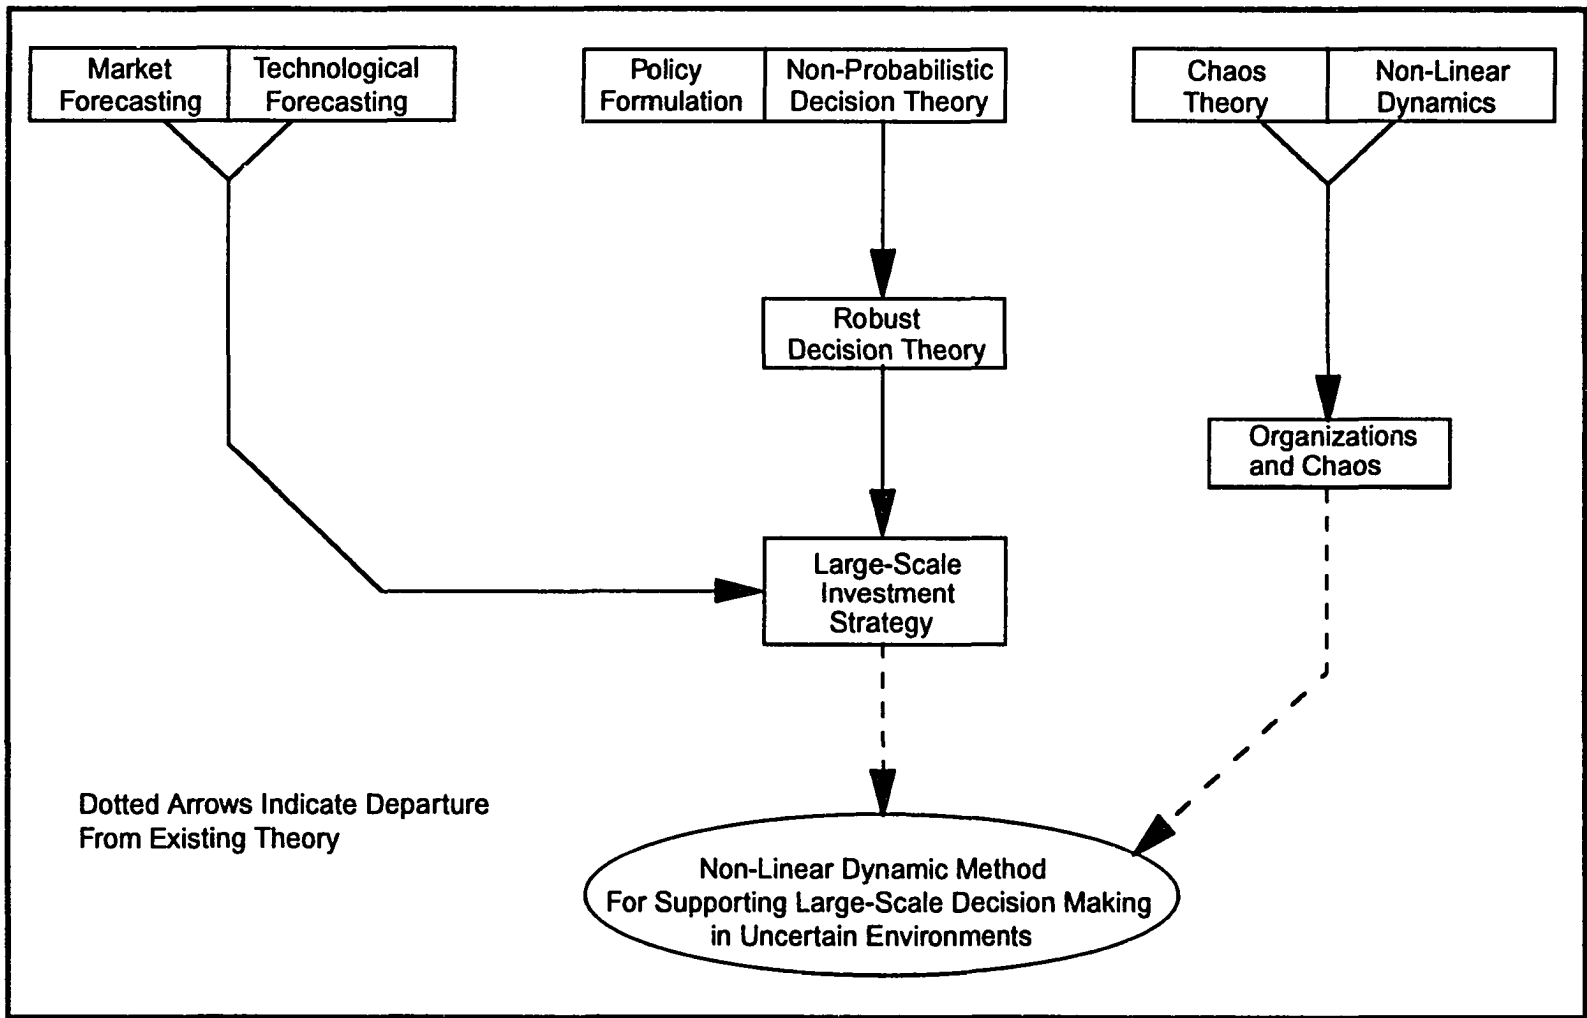 Market
Forecasting
Technological
Forecasting
Policy
Formulation
Non-Probabilistic
Decision Theory
Chaos
Theory
Non-Linear
Dynamics
Robust
Decision Theory
Organizations
and Chaos
Large-Scale
Investment
Strategy
Dotted Arrows Indicate Departure
From Existing Theory
Non-Linear Dynamic Method
For Supporting Large-Scale Decision Making
in Uncertain Environments